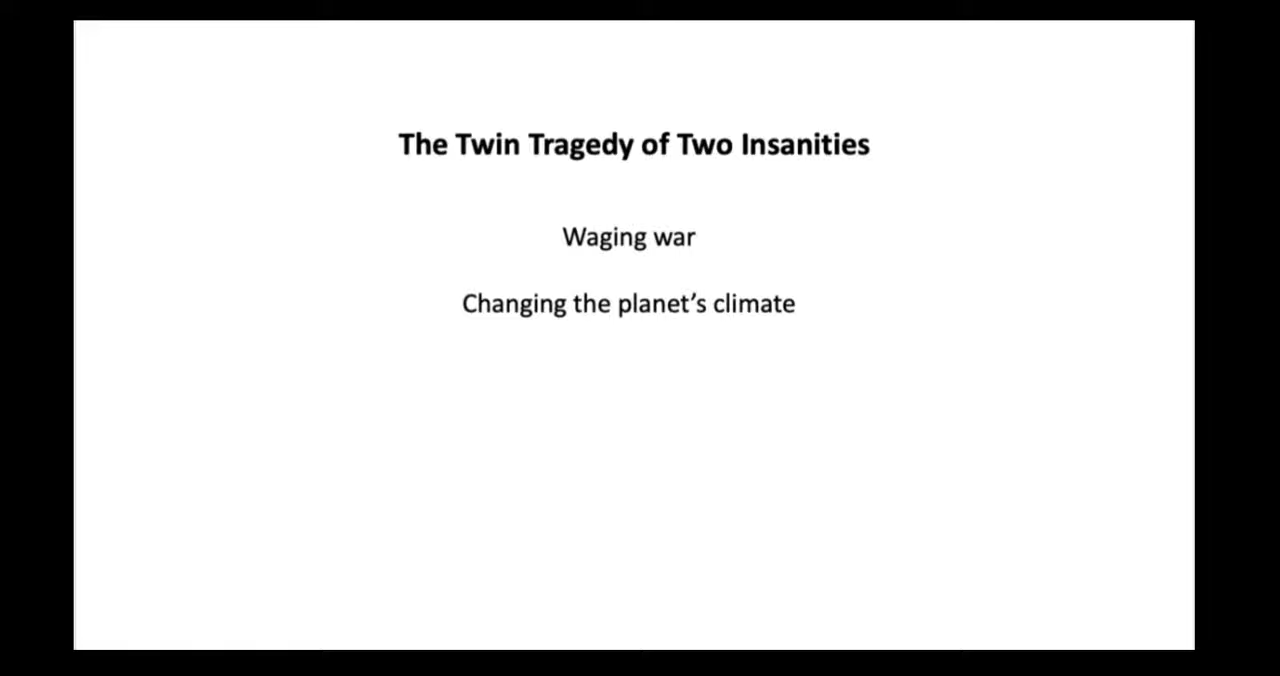 The Twin Tragedy of Two Insanities
Waging war
Changing the planet’s climate